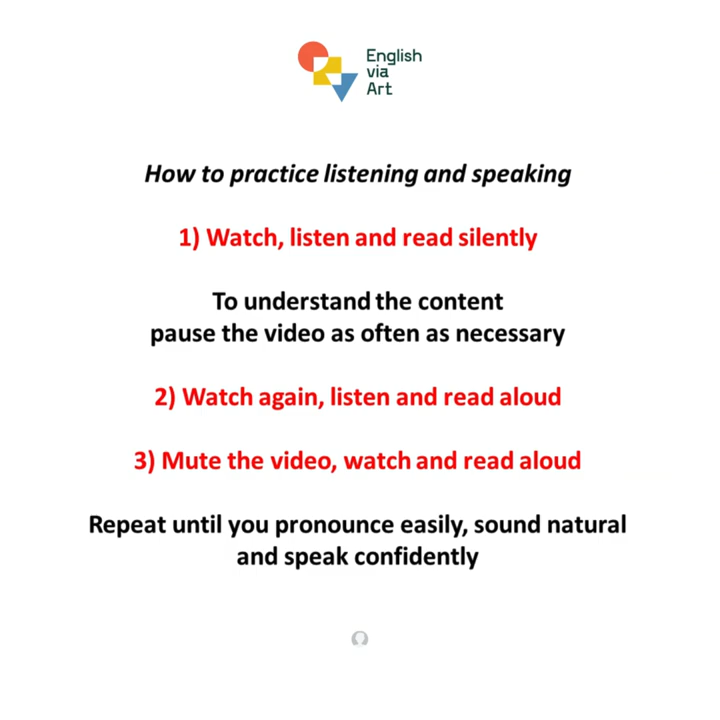 English
via
Art
How to practice listening and speaking
1) Watch, listen and read silently
To understand the content
pause the video as often as necessary
2) Watch again, listen and read aloud
3) Mute the video, watch and read aloud
Repeat until you pronounce easily, sound natural
and speak confidently